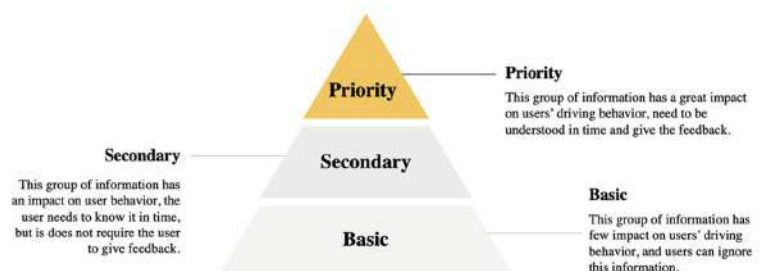 Priority
Priority
This group of information has a great impact
on users' driving behavior, need to be
understood in time and give the feedback.
Secondary
Secondary
This group of information has
an impact on user behavior, the
user needs to know it in time,
but is does not require the user
to give feedback.
Basic
Basic
This group of information has
few impact on users' driving
behavior, and users can ignore
this information.